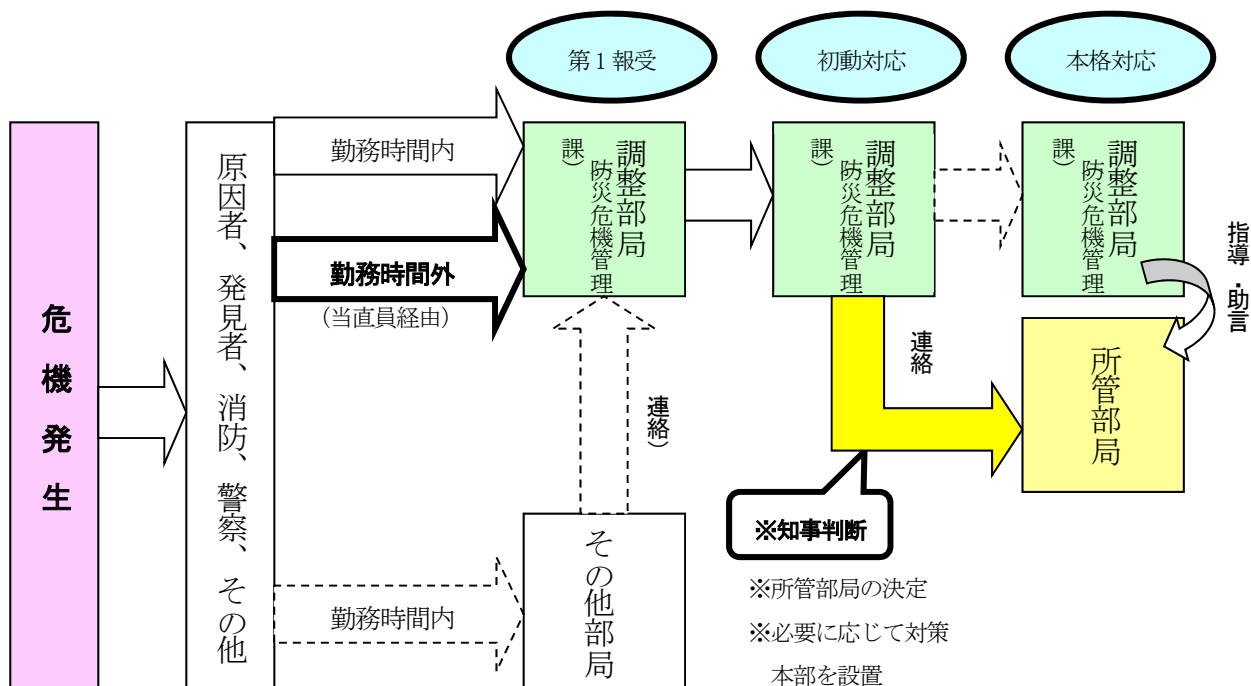 第１報受
初動対応
本格対応
危機発生
原因者、発見者、消防、警察、その他
勤務時間内
勤務時間外
（当直員経由）
勤務時間内
調整部局
防災危機管理
課）
連絡）
その他部局
調整部局
防災危機管理
課）
連絡
※知事判断
※所管部局の決定
※必要に応じて対策
本部を設置
調整部局
防災危機管理
課）
指導・助言
所管部局